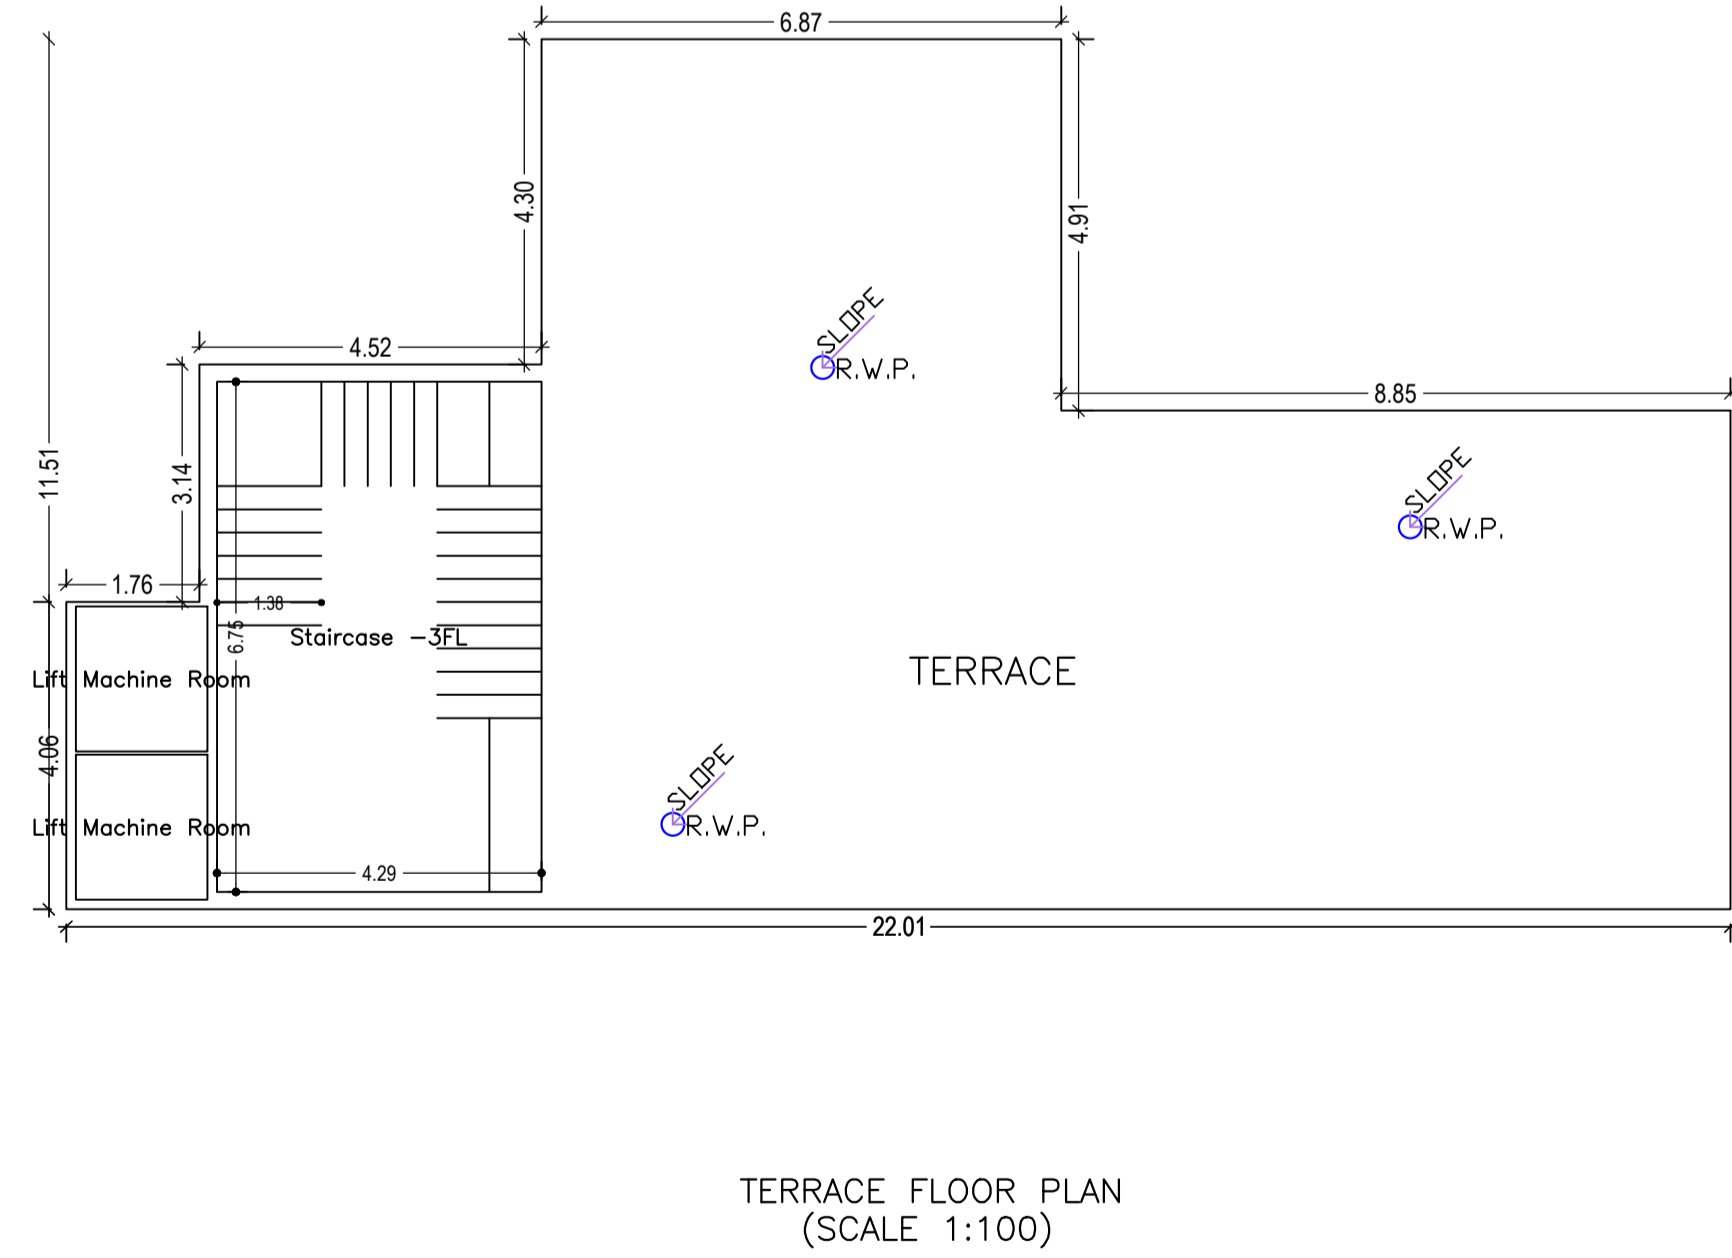 6.87
4.30
4.91
SLOPE
R.W.P.
4.52
8.85
11.51
3.14
SLOPE
R.W.P.
1.76
1.38
6.75
Staircase -3FL
TERRACE
Lift Machine Room
4.06
SLOPE
R.W.P.
Lift Machine Room
4.29
22.01
TERRACE FLOOR PLAN
(SCALE 1:100)